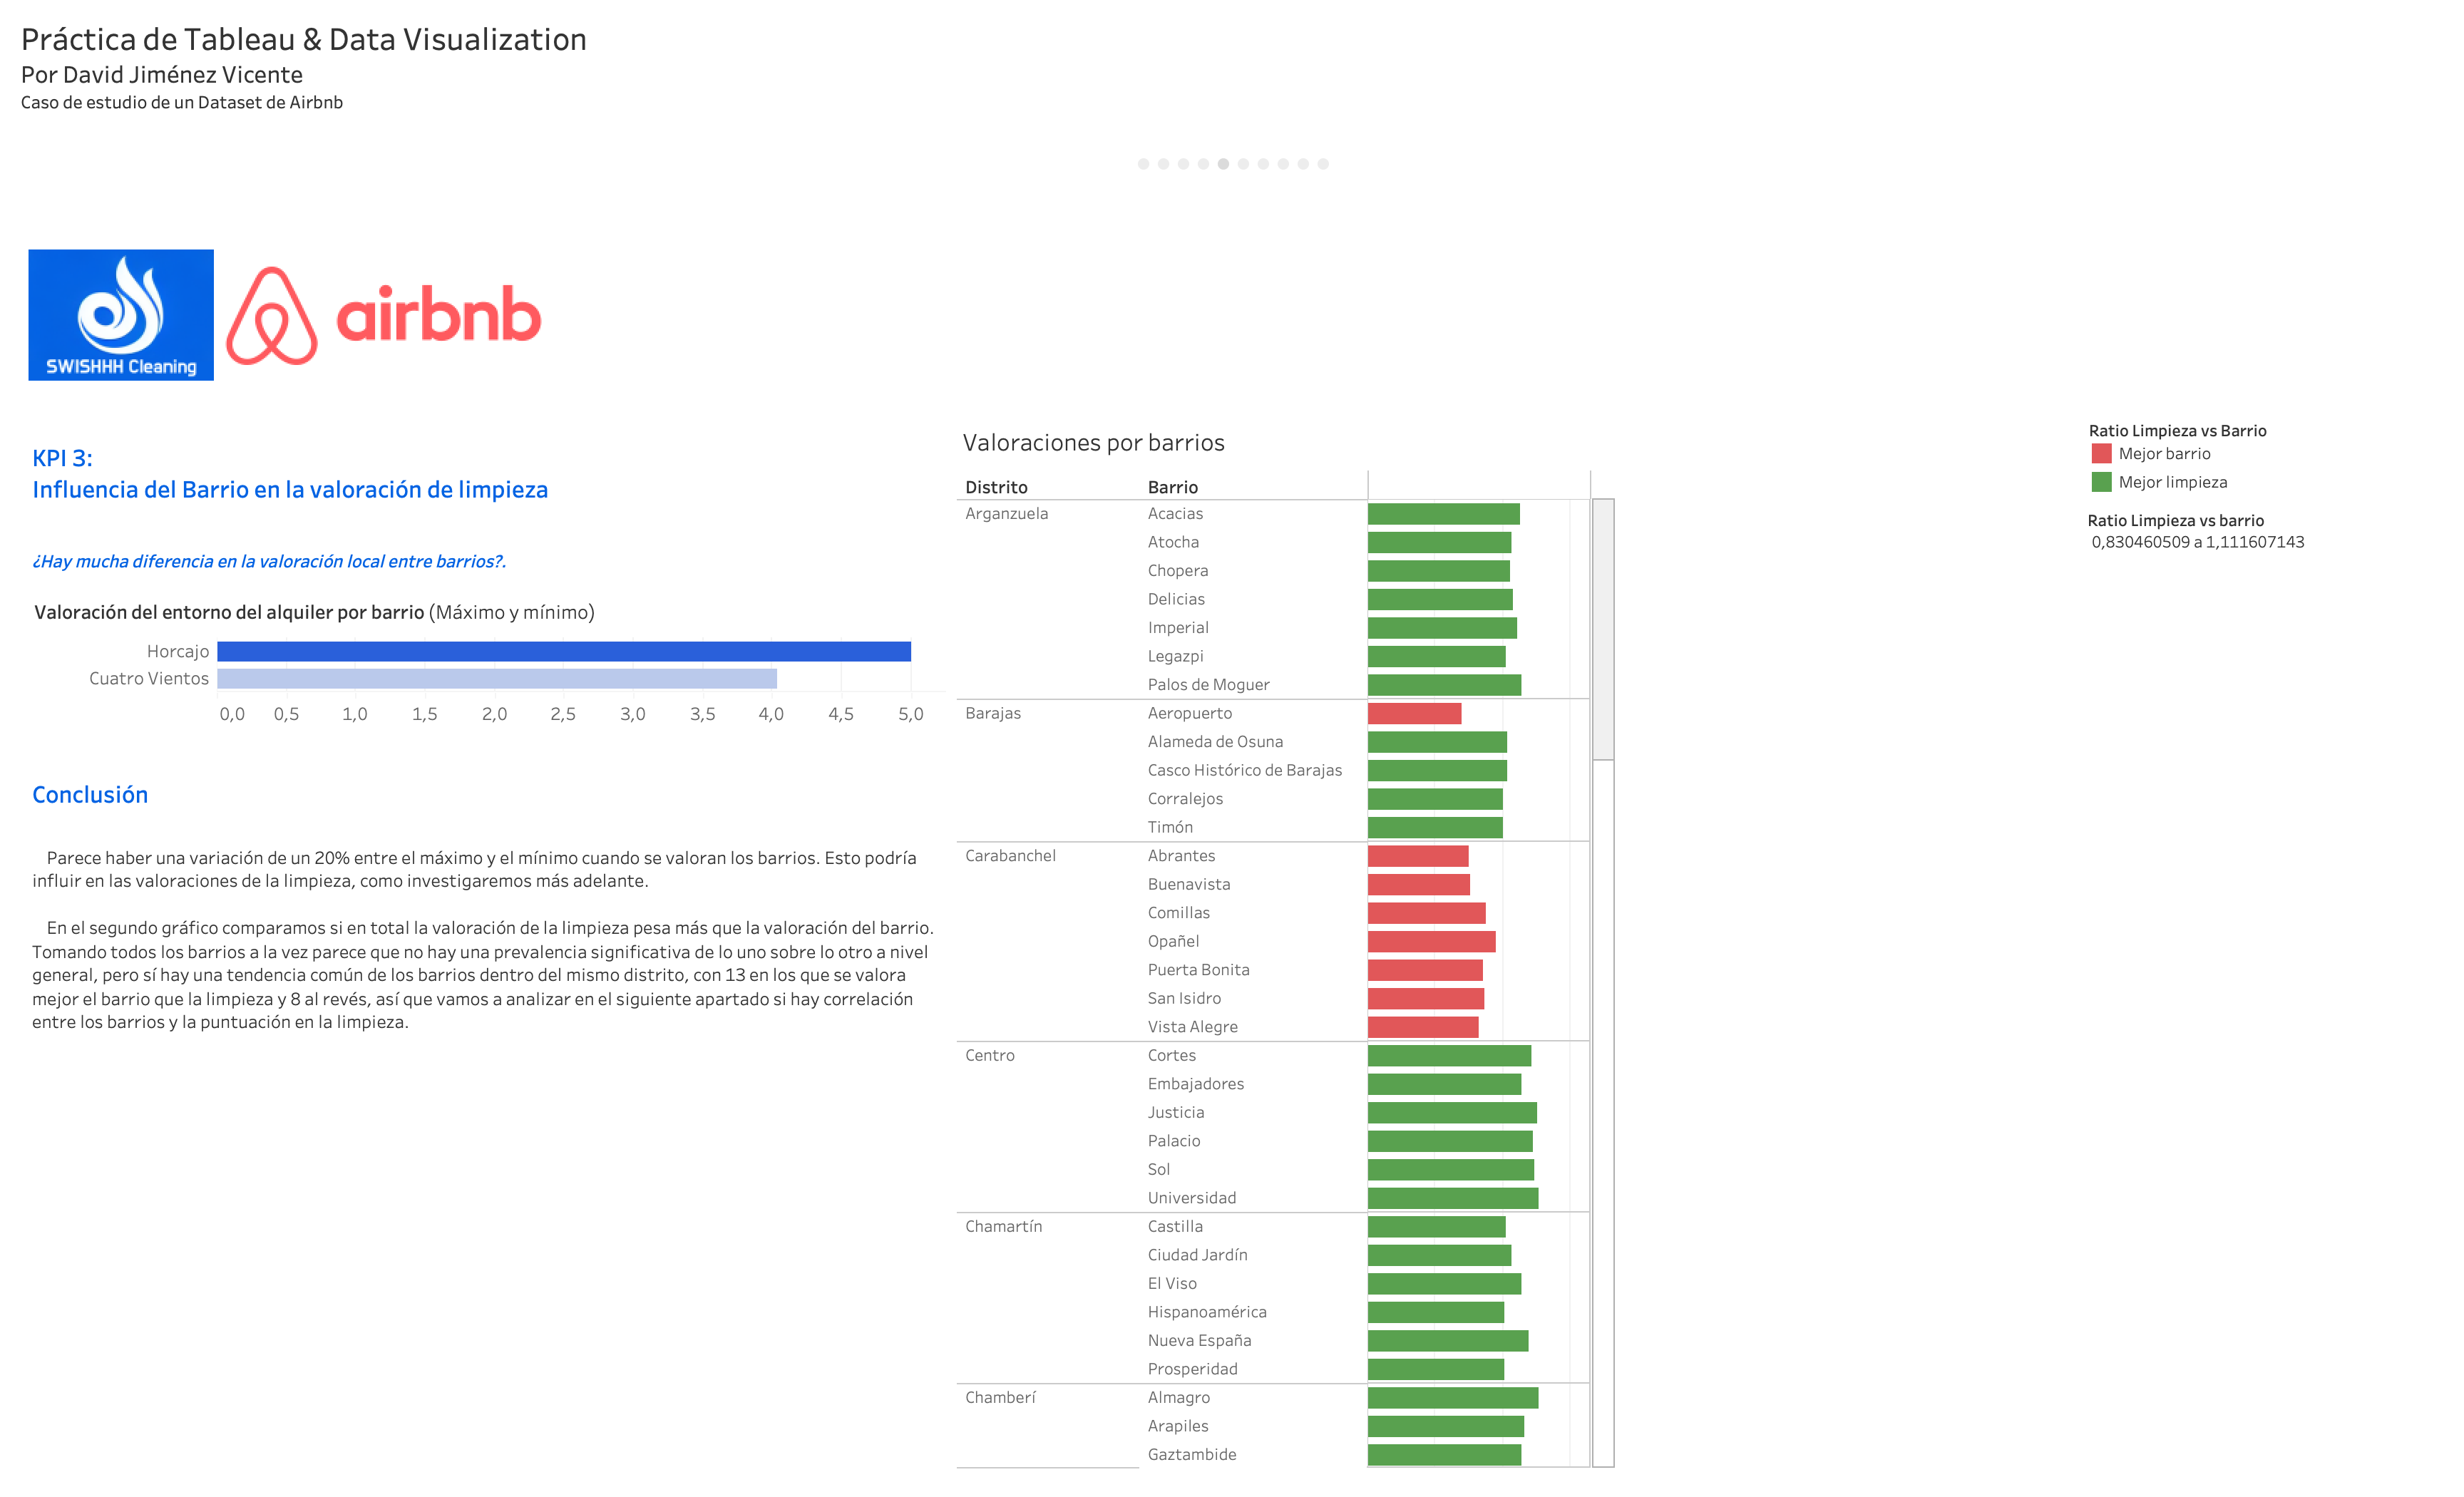 Práctica de Tableau & Data Visualization
Por David Jiménez Vicente
Caso de estudio de un Dataset de Airbnb
SWISHHH Cleaning
airbnb
KPI 3:
Influencia del Barrio en la valoración de limpieza
¿Hay mucha diferencia en la valoración local entre barrios?.
Valoración del entorno del alquiler por barrio (Máximo y mínimo)
Horcajo
Cuatro Vientos
0,0 0,5 1,0 1,5 2,0 2,5 3,0 3,5 4,0 4,5 5,0
Conclusión
Parece haber una variación de un 20% entre el máximo y el mínimo cuando se valoran los barrios. Esto podría
influir en las valoraciones de la limpieza, como investigaremos más adelante.
En el segundo gráfico comparamos si en total la valoración de la limpieza pesa más que la valoración del barrio.
Tomando todos los barrios a la vez parece que no hay una prevalencia significativa de lo uno sobre lo otro a nivel
general, pero sí hay una tendencia común de los barrios dentro del mismo distrito, con 13 en los que se valora
mejor el barrio que la limpieza y 8 al revés, así que vamos a analizar en el siguiente apartado si hay correlación
entre los barrios y la puntuación en la limpieza.
Valoraciones por barrios
Distrito Barrio
Arganzuela Acacias
Atocha
Chopera
Delicias
Imperial
Legazpi
Palos de Moguer
Barajas Aeropuerto
Alameda de Osuna
Casco Histórico de Barajas
Corralejos
Timón
Carabanchel Abrantes
Buenavista
Comillas
Opañel
Puerta Bonita
San Isidro
Vista Alegre
Centro Cortes
Embajadores
Justicia
Palacio
Sol
Universidad
Chamartín Castilla
Ciudad Jardín
El Viso
Hispanoamérica
Nueva España
Prosperidad
Chamberí Almagro
Arapiles
Gaztambide
Ratio Limpieza vs Barrio
Mejor barrio
Mejor limpieza
Ratio Limpieza vs barrio
0,830460509 a 1,111607143